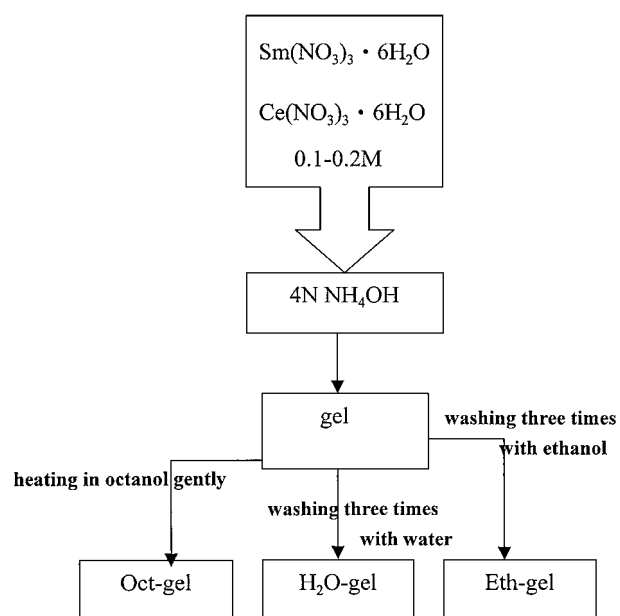 Sm(NO₃)₃・6H₂O
Ce(NO₃)₃・6H₂O
0.1-0.2M
4N NH₄OH
gel
washing three times
with ethanol
heating in octanol gently
washing three times
with water
Oct-gel
H₂O-gel
Eth-gel